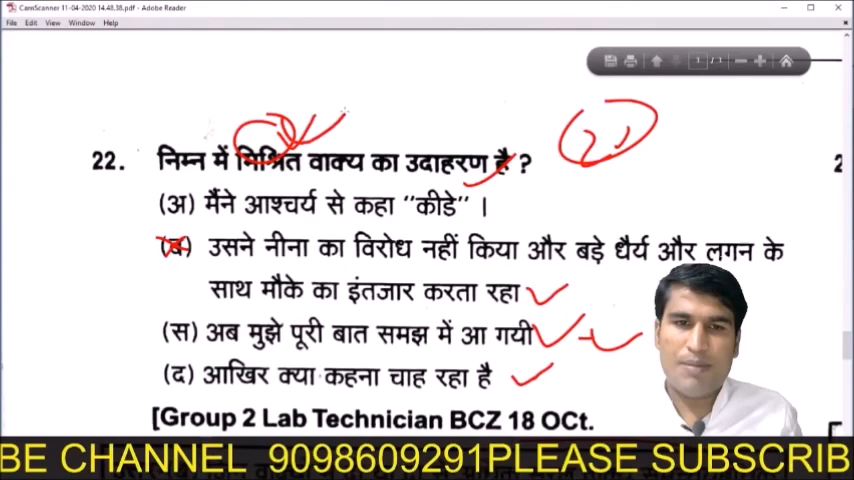 CamScanner 11-04-2020 14.48.38.pdf - Adobe Reader
File Edit View Window Help
1 / 1
22. निम्न में मिश्रित वाक्य का उदाहरण है ?
(अ) मैंने आश्चर्य से कहा "कीडे" ।
(ब) उसने नीना का विरोध नहीं किया और बड़े धैर्य और लगन के
साथ मौके का इंतजार करता रहा
(स) अब मुझे पूरी बात समझ में आ गयी
(द) आखिर क्या कहना चाह रहा है
[Group 2 Lab Technician BCZ 18 OCt.
BE CHANNEL 9098609291PLEASE SUBSCRIB